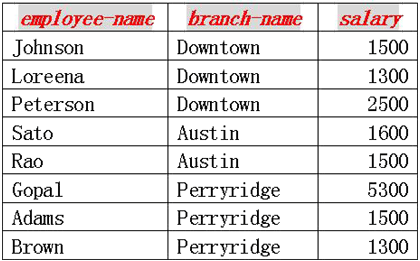 employee-name branch-name salary
Johnson Downtown 1500
Loreena Downtown 1300
Peterson Downtown 2500
Sato Austin 1600
Rao Austin 1500
Gopal Perryridge 5300
Adams Perryridge 1500
Brown Perryridge 1300